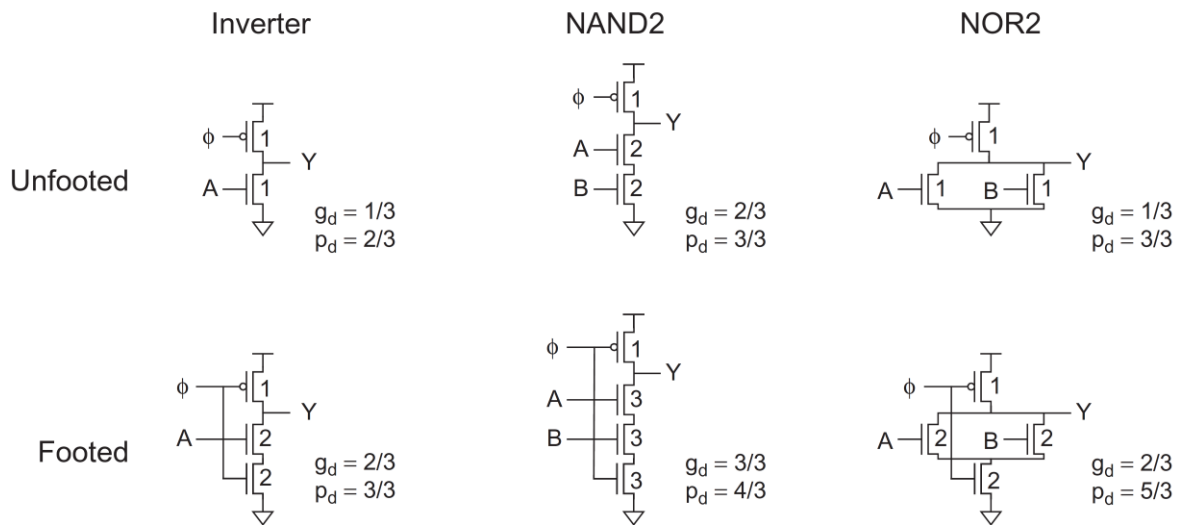 Inverter
NAND2
NOR2
Unfooted
ϕ
1
Y
A
1
g_d = 1/3
p_d = 2/3
ϕ
1
Y
A
2
B
2
g_d = 2/3
p_d = 3/3
ϕ
1
Y
A
1
B
1
g_d = 1/3
p_d = 3/3
Footed
ϕ
1
Y
A
2
2
g_d = 2/3
p_d = 3/3
ϕ
1
Y
A
3
B
3
3
g_d = 3/3
p_d = 4/3
ϕ
1
Y
A
2
B
2
2
g_d = 2/3
p_d = 5/3